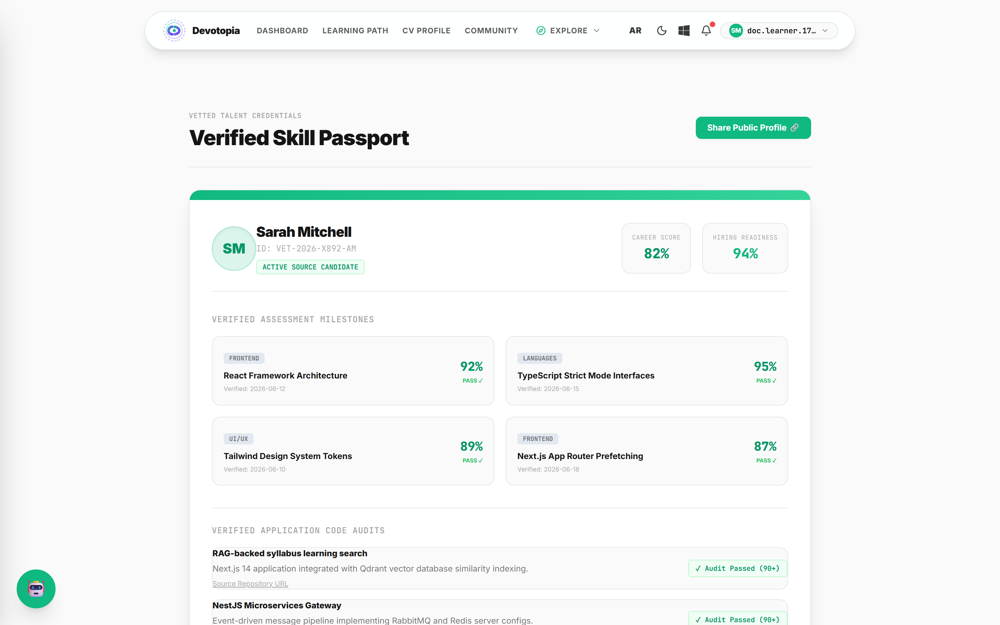 Devotopia
DASHBOARD
LEARNING PATH
CV PROFILE
COMMUNITY
EXPLORE
AR
SM
doc.learner.17…
VETTED TALENT CREDENTIALS
Verified Skill Passport
Share Public Profile 🔗
SM
Sarah Mitchell
ID: VET-2026-X892-AM
ACTIVE SOURCE CANDIDATE
CAREER SCORE
82%
HIRING READINESS
94%
VERIFIED ASSESSMENT MILESTONES
FRONTEND
React Framework Architecture
Verified: 2026-06-12
92%
PASS ✓
LANGUAGES
TypeScript Strict Mode Interfaces
Verified: 2026-06-15
95%
PASS ✓
UI/UX
Tailwind Design System Tokens
Verified: 2026-06-10
89%
PASS ✓
FRONTEND
Next.js App Router Prefetching
Verified: 2026-06-18
87%
PASS ✓
VERIFIED APPLICATION CODE AUDITS
RAG-backed syllabus learning search
Next.js 14 application integrated with Qdrant vector database similarity indexing.
Source Repository URL
✓ Audit Passed (90+)
NestJS Microservices Gateway
Event-driven message pipeline implementing RabbitMQ and Redis server configs.
✓ Audit Passed (90+)